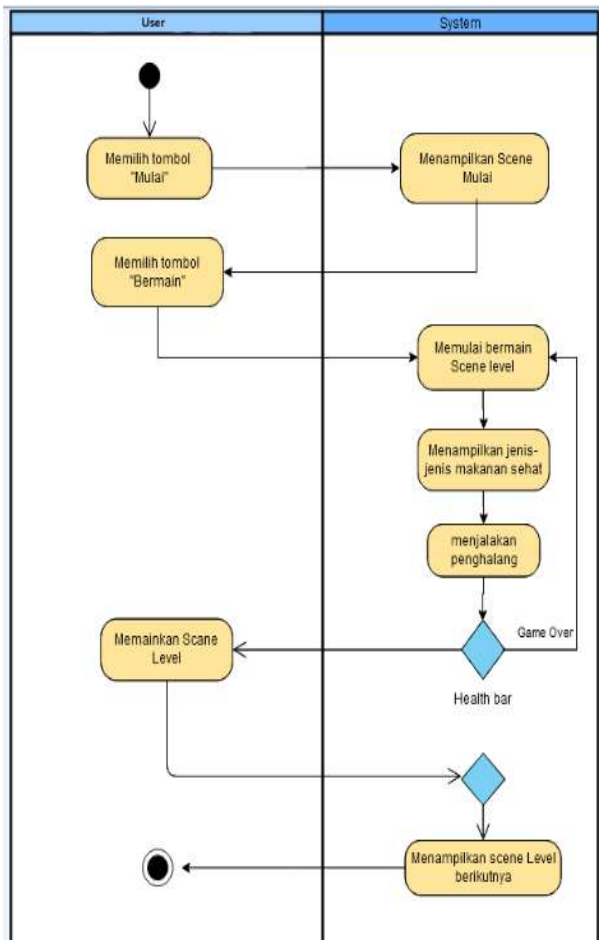 User
System
Memilih tombol
"Mulai"
Menampilkan Scene
Mulai
Memilih tombol
"Bermain"
Memulai bermain
Scene level
Menampilkan jenis-
jenis makanan sehat
menjalakan
penghalang
Game Over
Memainkan Scane
Level
Health bar
Menampilkan scene Level
berikutnya